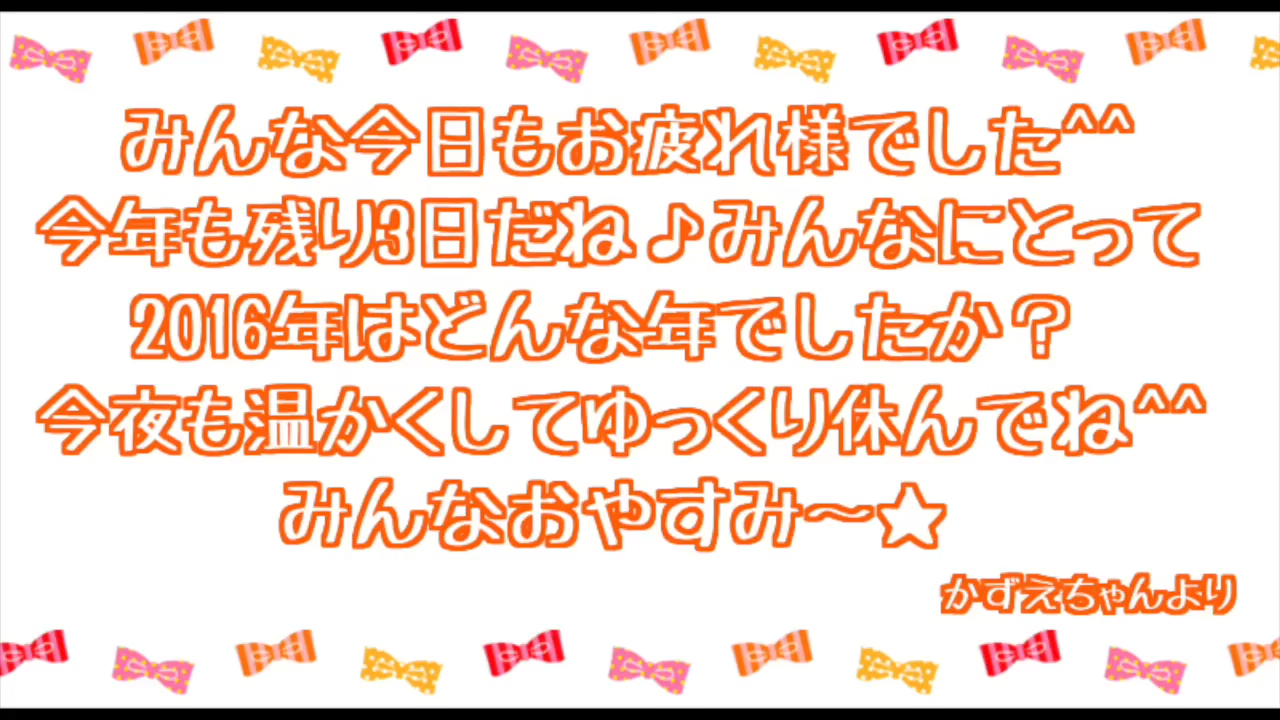 みんな今日もお疲れ様でした^^
今年も残り3日だね♪みんなにとって
2016年はどんな年でしたか？
今夜も温かくしてゆっくり休んでね^^
みんなおやすみ～☆
かずえちゃんより